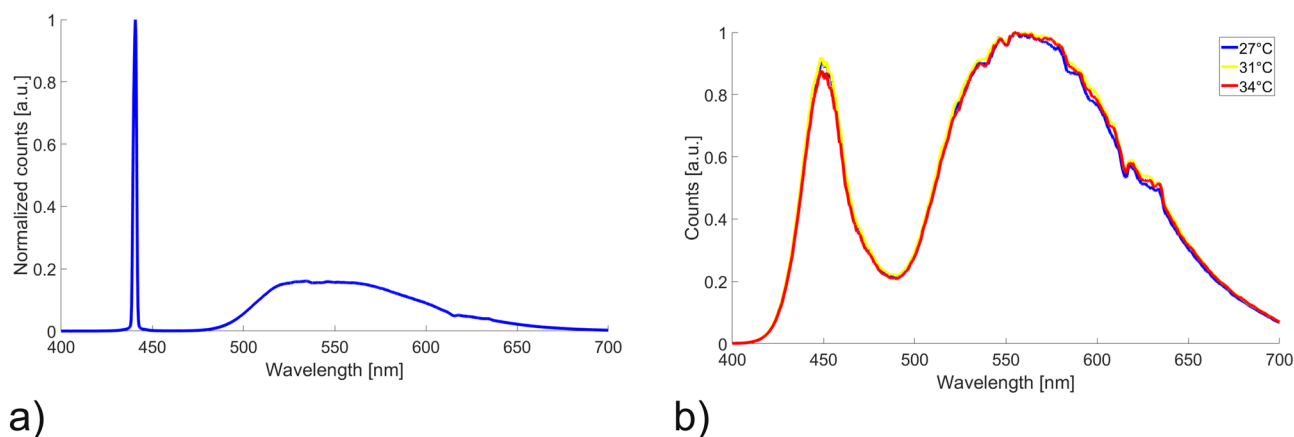 Normalized counts [a.u.]
1
0.8
0.6
0.4
0.2
0
400 450 500 550 600 650 700
Wavelength [nm]
a)
Counts [a.u.]
1
0.8
0.6
0.4
0.2
0
400 450 500 550 600 650 700
Wavelength [nm]
27°C
31°C
34°C
b)